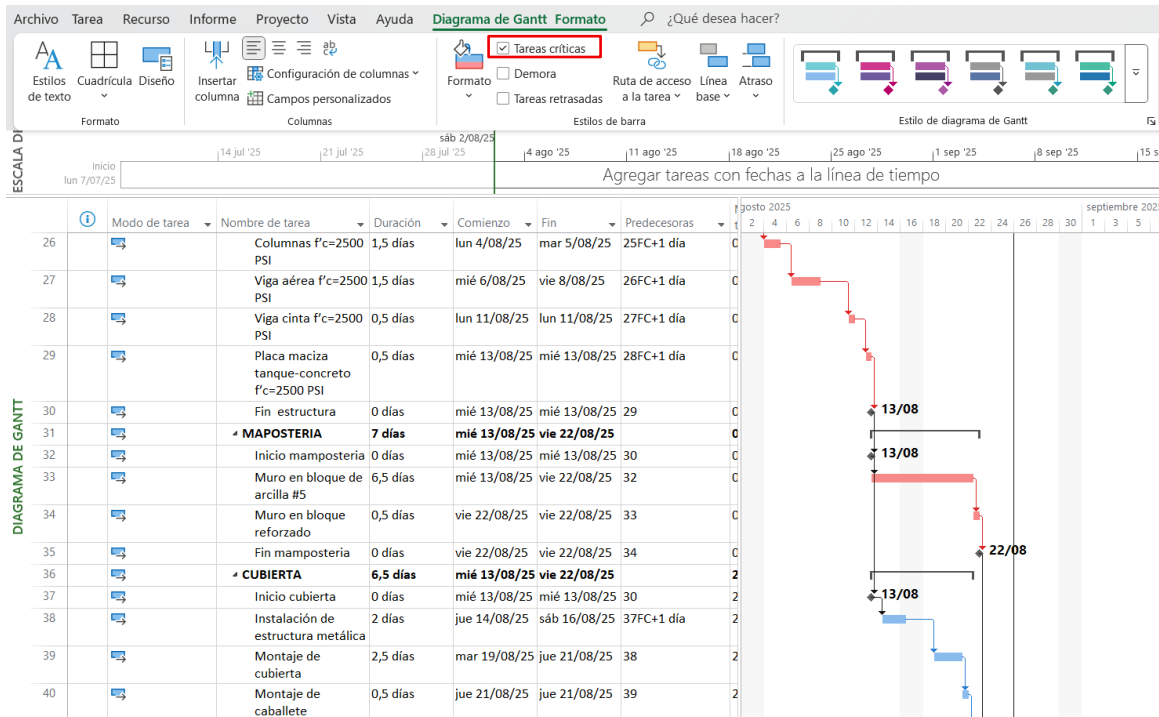 Archivo Tarea Recurso Informe Proyecto Vista Ayuda Diagrama de Gantt Formato ¿Qué desea hacer?
Estilos de texto
Cuadrícula
Diseño
Formato
Insertar columna
ab
Configuración de columnas
Campos personalizados
Columnas
Formato
Tareas críticas
Demora
Tareas retrasadas
Ruta de acceso a la tarea
Línea base
Atraso
Estilos de barra
Estilo de diagrama de Gantt
ESCALA DE
sáb 2/08/25
14 jul '25 21 jul '25 28 jul '25 4 ago '25 11 ago '25 18 ago '25 25 ago '25 1 sep '25 8 sep '25 15 s
Inicio
lun 7/07/25
Agregar tareas con fechas a la línea de tiempo
DIAGRAMA DE GANTT
Modo de tarea Nombre de tarea Duración Comienzo Fin Predecesoras
gosto 2025 septiembre 202
2 4 6 8 10 12 14 16 18 20 22 24 26 28 30 1 3 5
26 Columnas f'c=2500 PSI 1,5 días lun 4/08/25 mar 5/08/25 25FC+1 día 0
27 Viga aérea f'c=2500 PSI 1,5 días mié 6/08/25 vie 8/08/25 26FC+1 día 0
28 Viga cinta f'c=2500 PSI 0,5 días lun 11/08/25 lun 11/08/25 27FC+1 día 0
29 Placa maciza tanque-concreto f'c=2500 PSI 0,5 días mié 13/08/25 mié 13/08/25 28FC+1 día 0
30 Fin estructura 0 días mié 13/08/25 mié 13/08/25 29 0 13/08
31 MAPOSTERIA 7 días mié 13/08/25 vie 22/08/25 0
32 Inicio mamposteria 0 días mié 13/08/25 mié 13/08/25 30 0 13/08
33 Muro en bloque de arcilla #5 6,5 días mié 13/08/25 vie 22/08/25 32 0
34 Muro en bloque reforzado 0,5 días vie 22/08/25 vie 22/08/25 33 0
35 Fin mamposteria 0 días vie 22/08/25 vie 22/08/25 34 0 22/08
36 CUBIERTA 6,5 días mié 13/08/25 vie 22/08/25 2
37 Inicio cubierta 0 días mié 13/08/25 mié 13/08/25 30 2 13/08
38 Instalación de estructura metálica 2 días jue 14/08/25 sáb 16/08/25 37FC+1 día 2
39 Montaje de cubierta 2,5 días mar 19/08/25 jue 21/08/25 38 2
40 Montaje de caballete 0,5 días jue 21/08/25 jue 21/08/25 39 2